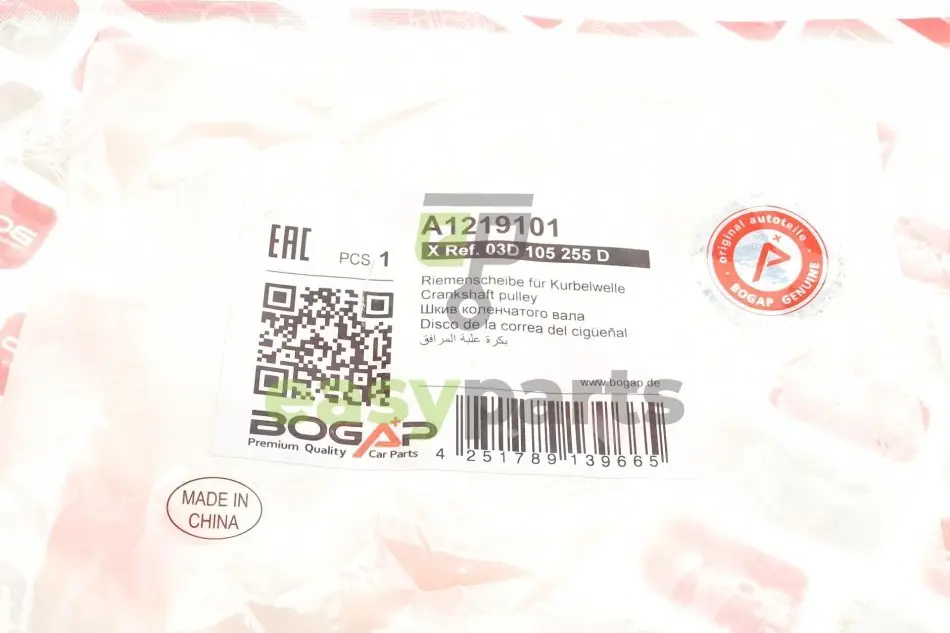 EAC
PCS 1
A1219101
X Ref. 03D 105 255 D
Riemenscheibe für Kurbelwelle
Crankshaft pulley
Шкив коленчатого вала
Disco de la correa del cigüeñal
بكرة علبة المرافق
www.bogap.de
easyparts
BOGAP
Premium Quality Car Parts
4 251789 139665
original autoteile
BOGAP GENUINE
MADE IN
CHINA